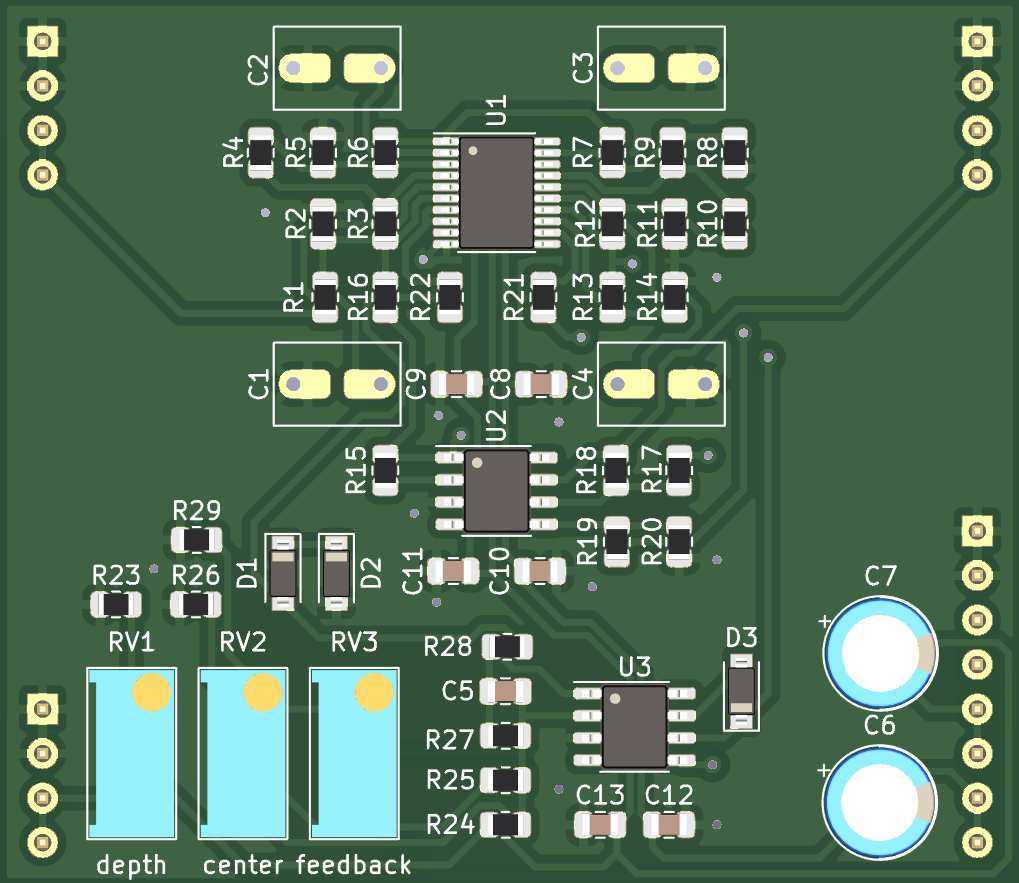 C2
C3
U1
R4
R5
R6
R7
R9
R8
R2
R3
R12
R11
R10
R1
R16
R22
R21
R13
R14
C1
C9
C8
C4
U2
R15
R18
R17
R29
D1
D2
C11
C10
R19
R20
R23
R26
C7
+
RV1
RV2
RV3
R28
U3
D3
C5
R27
C6
+
R25
R24
C13
C12
depth
center
feedback